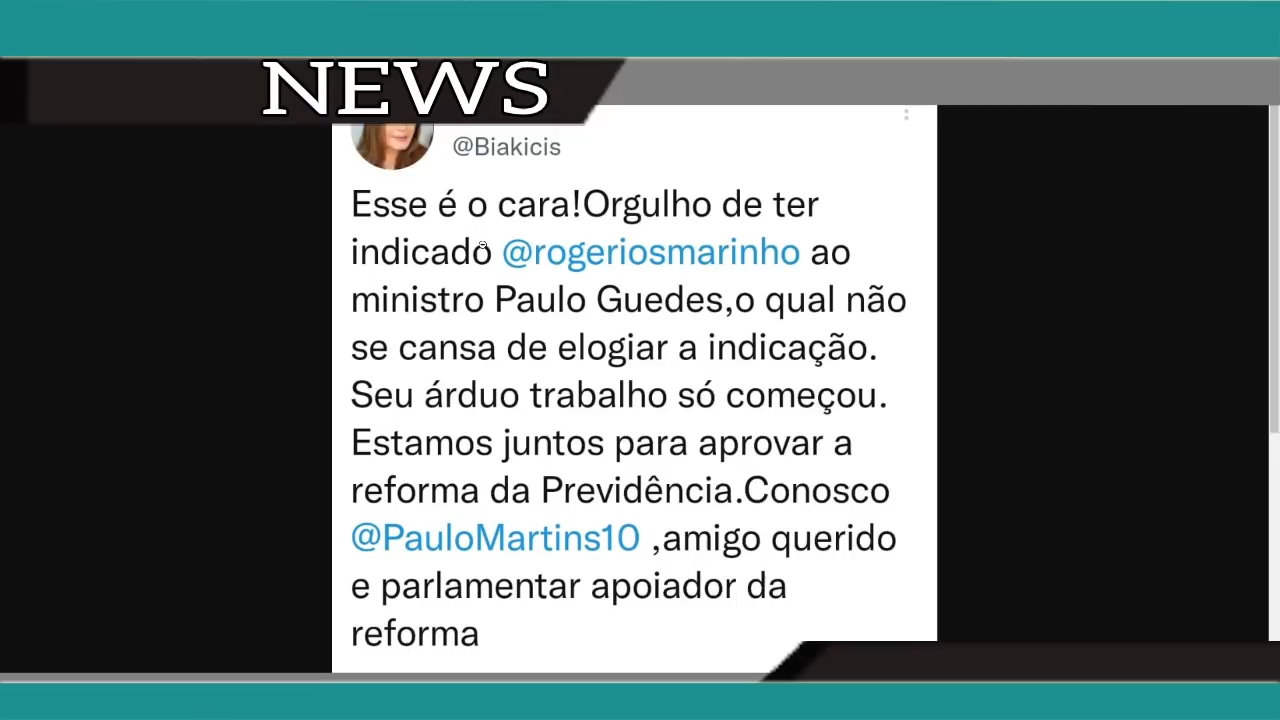 NEWS
@Biakicis
Esse é o cara!Orgulho de ter
indicado @rogeriosmarinho ao
ministro Paulo Guedes,o qual não
se cansa de elogiar a indicação.
Seu árduo trabalho só começou.
Estamos juntos para aprovar a
reforma da Previdência.Conosco
@PauloMartins10 ,amigo querido
e parlamentar apoiador da
reforma